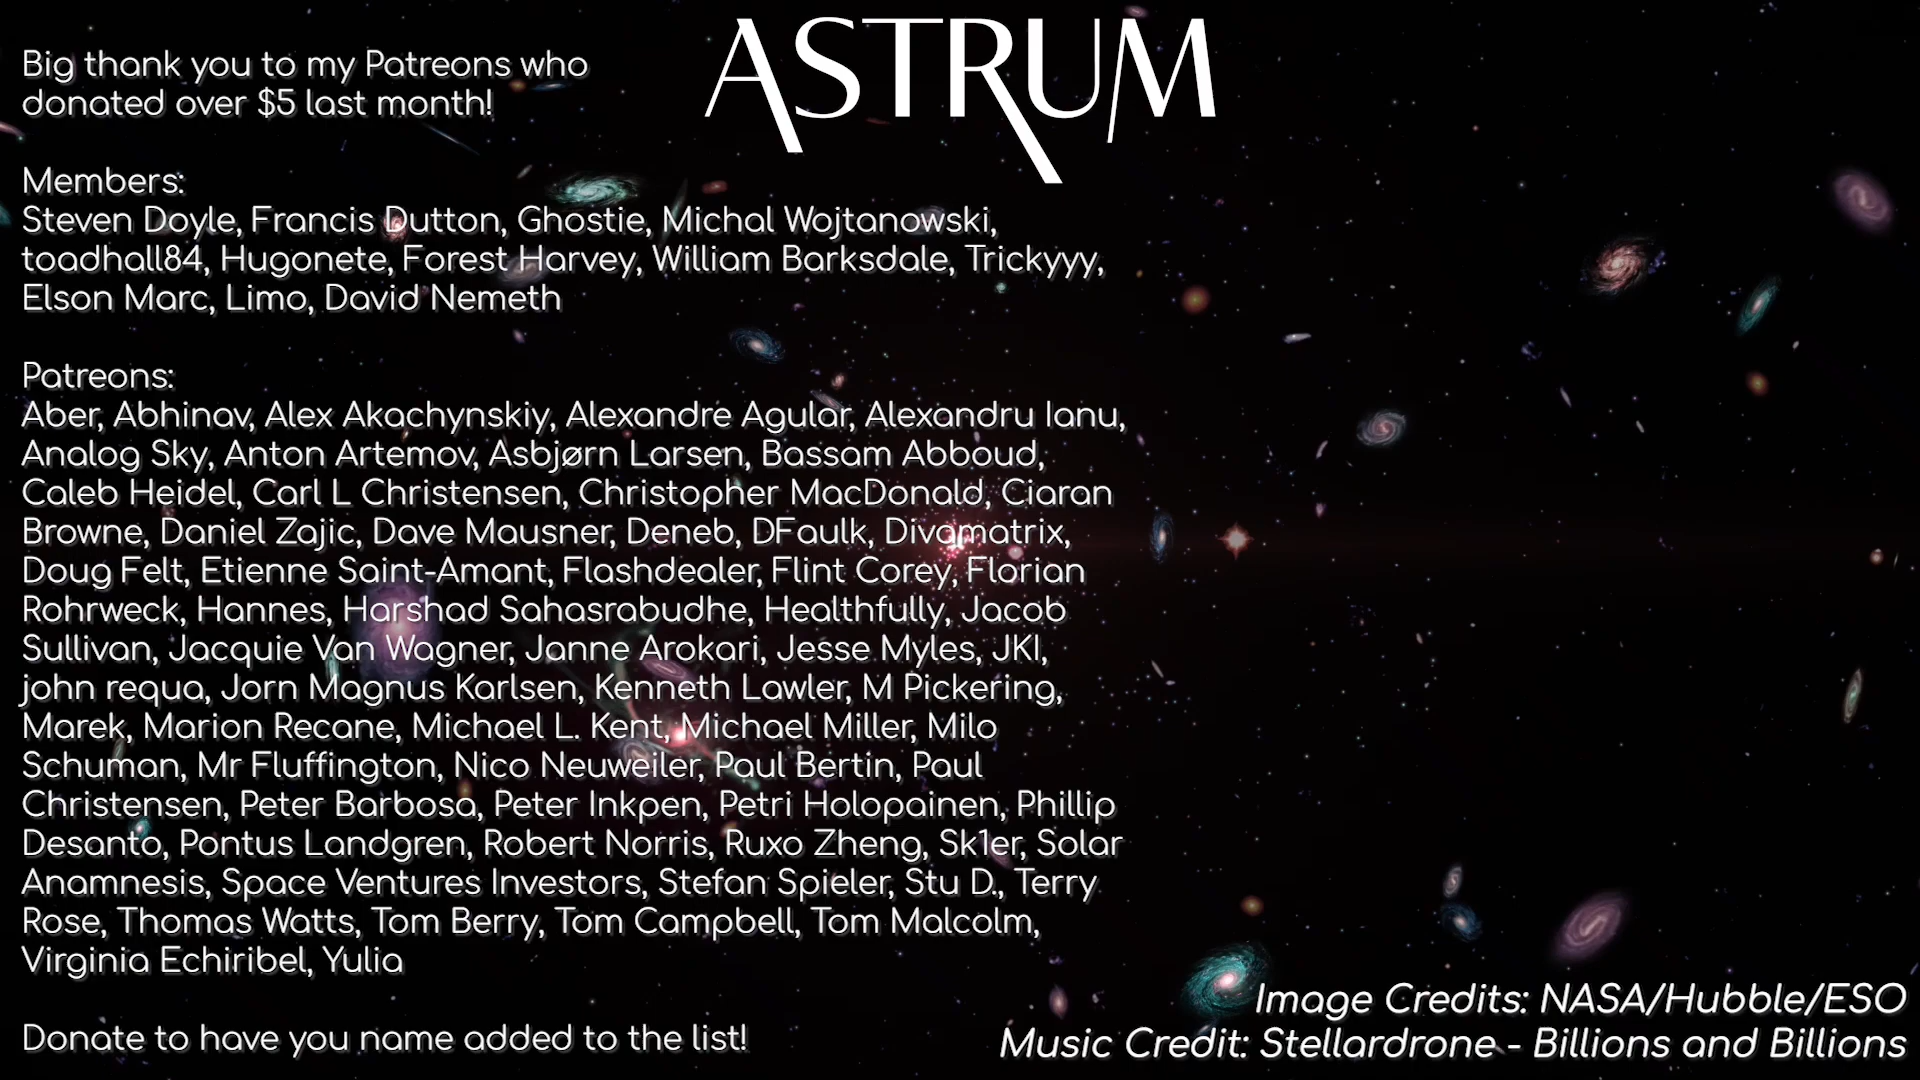 ASTRUM
Big thank you to my Patreons who
donated over $5 last month!
Members:
Steven Doyle, Francis Dutton, Ghostie, Michal Wojtanowski,
toadhall84, Hugonete, Forest Harvey, William Barksdale, Trickyyy,
Elson Marc, Limo, David Nemeth
Patreons:
Aber, Abhinav, Alex Akachynskiy, Alexandre Agular, Alexandru Ianu,
Analog Sky, Anton Artemov, Asbjørn Larsen, Bassam Abboud,
Caleb Heidel, Carl L Christensen, Christopher MacDonald, Ciaran
Browne, Daniel Zajic, Dave Mausner, Deneb, DFaulk, Divamatrix,
Doug Felt, Etienne Saint-Amant, Flashdealer, Flint Corey, Florian
Rohrweck, Hannes, Harshad Sahasrabudhe, Healthfully, Jacob
Sullivan, Jacquie Van Wagner, Janne Arokari, Jesse Myles, JKI,
john requa, Jorn Magnus Karlsen, Kenneth Lawler, M Pickering,
Marek, Marion Recane, Michael L. Kent, Michael Miller, Milo
Schuman, Mr Fluffington, Nico Neuweiler, Paul Bertin, Paul
Christensen, Peter Barbosa, Peter Inkpen, Petri Holopainen, Phillip
Desanto, Pontus Landgren, Robert Norris, Ruxo Zheng, Sk1er, Solar
Anamnesis, Space Ventures Investors, Stefan Spieler, Stu D., Terry
Rose, Thomas Watts, Tom Berry, Tom Campbell, Tom Malcolm,
Virginia Echiribel, Yulia
Donate to have you name added to the list!
Image Credits: NASA/Hubble/ESO
Music Credit: Stellardrone - Billions and Billions